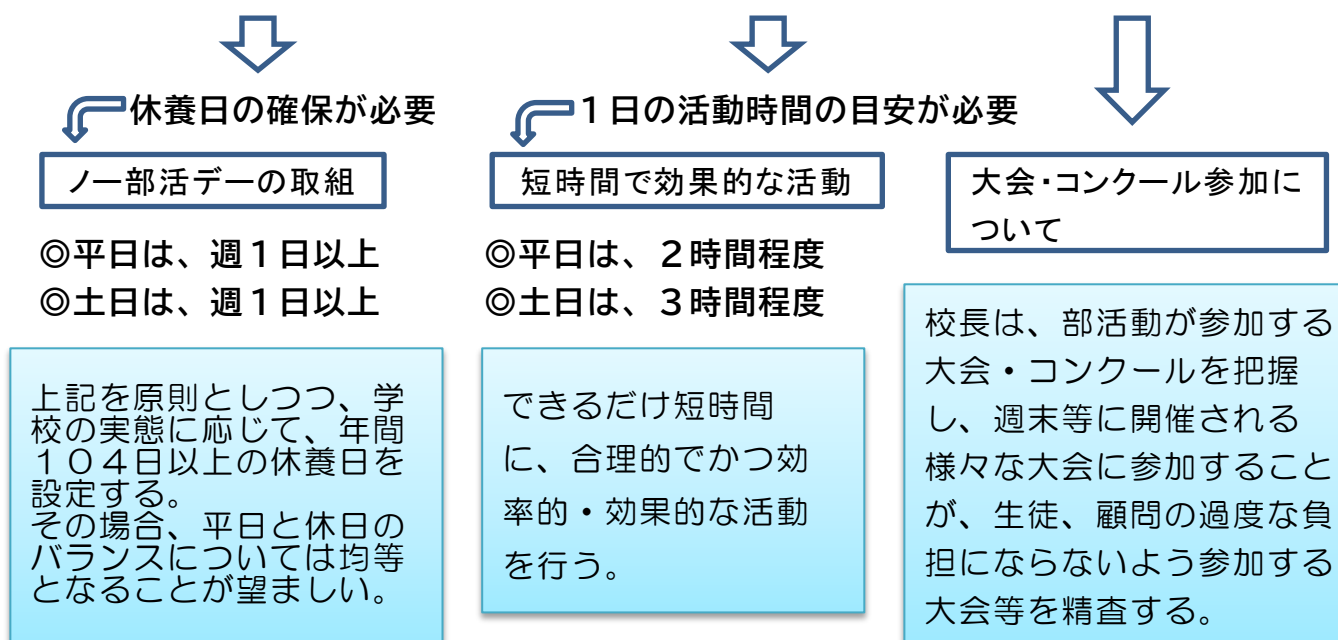 休養日の確保が必要
ノー部活デーの取組
◎平日は、週１日以上
◎土日は、週１日以上
上記を原則としつつ、学
校の実態に応じて、年間
１０４日以上の休養日を
設定する。
その場合、平日と休日の
バランスについては均等
となることが望ましい。
１日の活動時間の目安が必要
短時間で効果的な活動
◎平日は、２時間程度
◎土日は、３時間程度
できるだけ短時間
に、合理的でかつ効
率的・効果的な活動
を行う。
大会・コンクール参加に
ついて
校長は、部活動が参加する
大会・コンクールを把握
し、週末等に開催される
様々な大会に参加すること
が、生徒、顧問の過度な負
担にならないよう参加する
大会等を精査する。